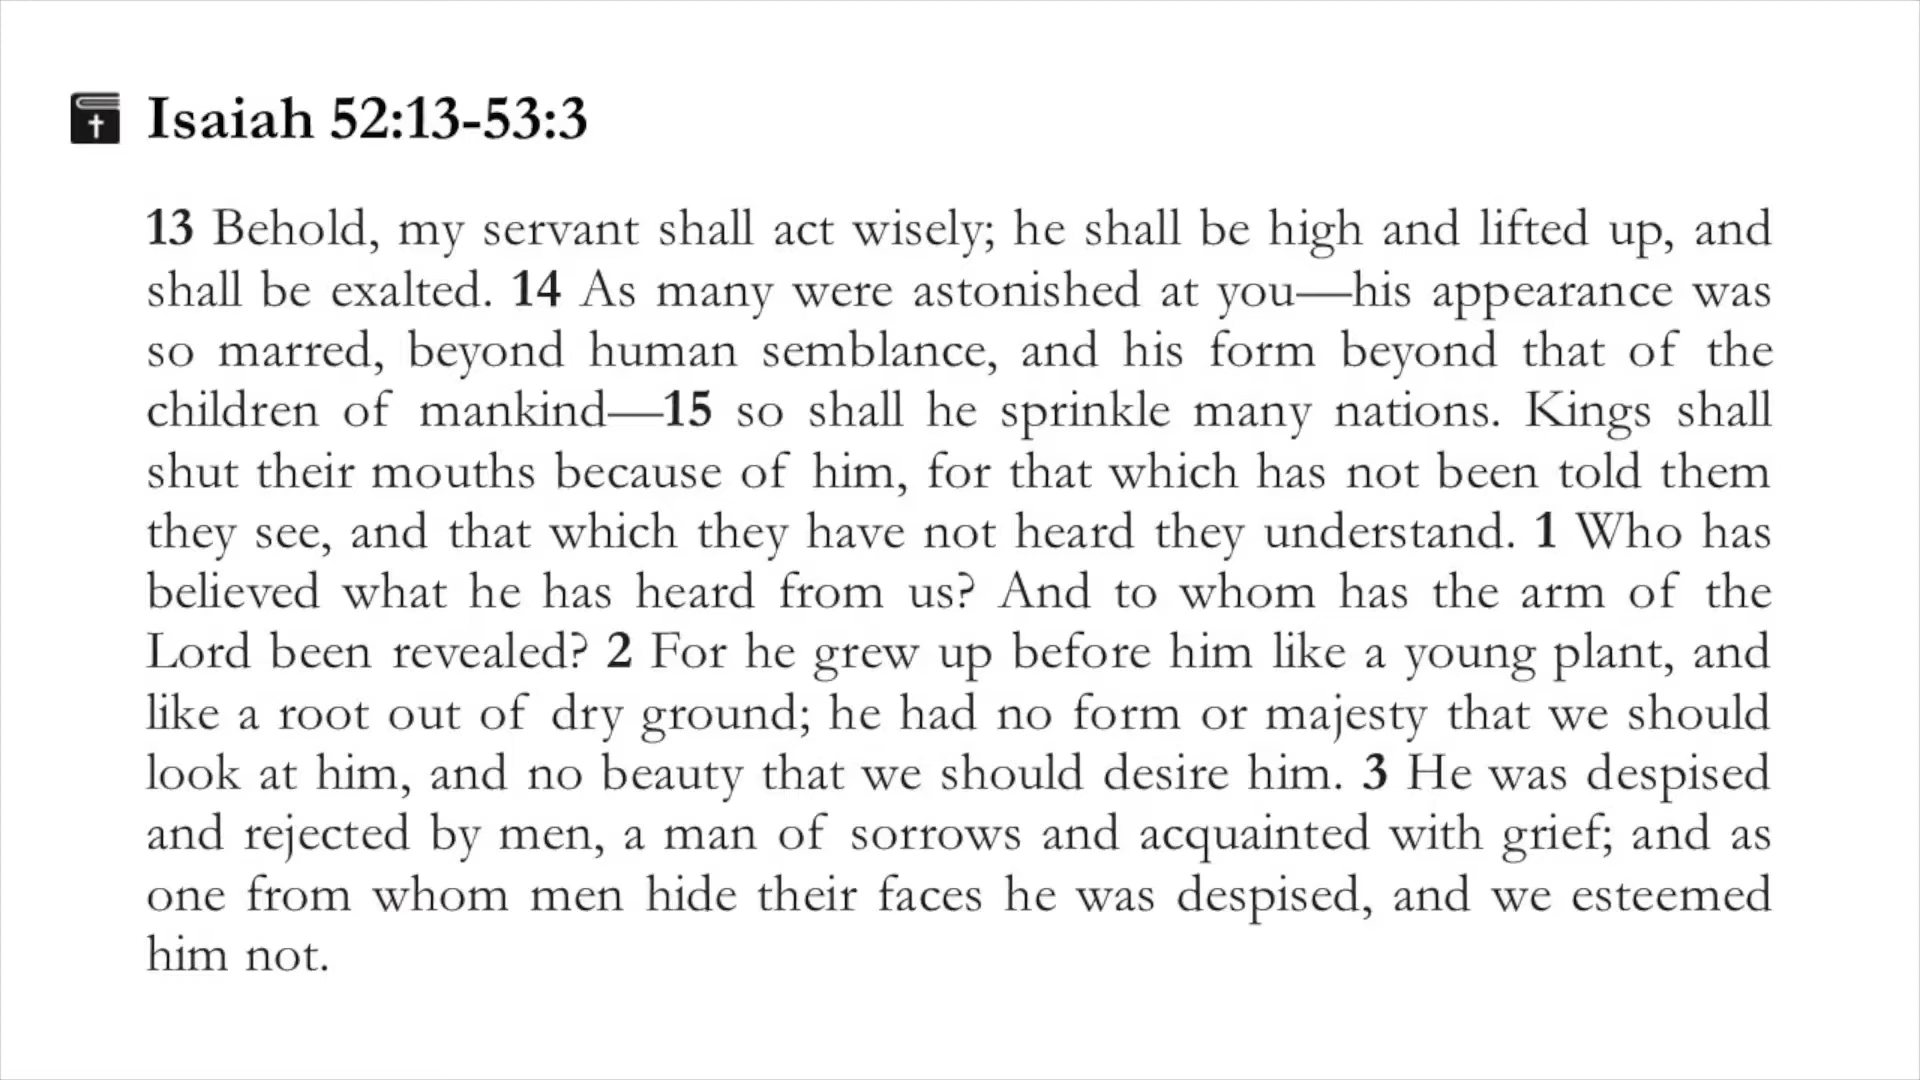 Isaiah 52:13-53:3
13 Behold, my servant shall act wisely; he shall be high and lifted up, and
shall be exalted. 14 As many were astonished at you—his appearance was
so marred, beyond human semblance, and his form beyond that of the
children of mankind—15 so shall he sprinkle many nations. Kings shall
shut their mouths because of him, for that which has not been told them
they see, and that which they have not heard they understand. 1 Who has
believed what he has heard from us? And to whom has the arm of the
Lord been revealed? 2 For he grew up before him like a young plant, and
like a root out of dry ground; he had no form or majesty that we should
look at him, and no beauty that we should desire him. 3 He was despised
and rejected by men, a man of sorrows and acquainted with grief; and as
one from whom men hide their faces he was despised, and we esteemed
him not.